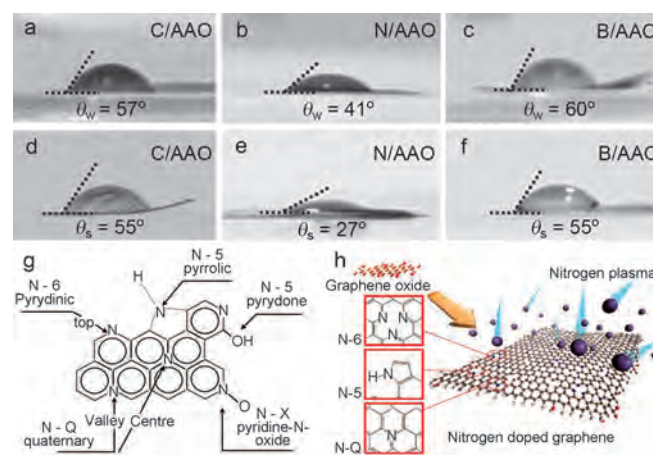 a C/AAO
θw = 57°
b N/AAO
θw = 41°
c B/AAO
θw = 60°
d C/AAO
θs = 55°
e N/AAO
θs = 27°
f B/AAO
θs = 55°
g
H
N - 5
pyrrolic
N - 6
Pyrydinic
N - 5
pyrydone
top
N
N
N
OH
N
N
N
O
N - Q
quaternary
Valley Centre
N - X
pyridine-N-
oxide
h
Graphene oxide
Nitrogen plasma
N-6
N
N
N
N-5
H N
N-Q
N
Nitrogen doped graphene